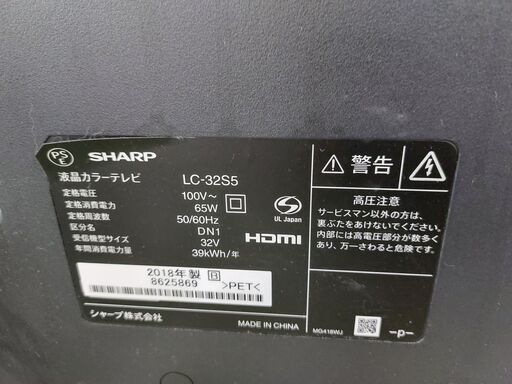 PS
E
SHARP
液晶カラーテレビ LC-32S5
定格電圧 100V～
定格消費電力 65W
定格周波数 50/60Hz
区分名 DN1
受信機型サイズ 32V
年間消費電力量 39kWh/年
UL Japan
HDMI
2018年製 B
8625869
>PET<
シャープ株式会社
MADE IN CHINA
警告
高圧注意
サービスマン以外の方は、
裏ぶたをあけないでください。
内部には高電圧部分が数多く
あり、万一さわると危険です。
MG418WJ
-p-